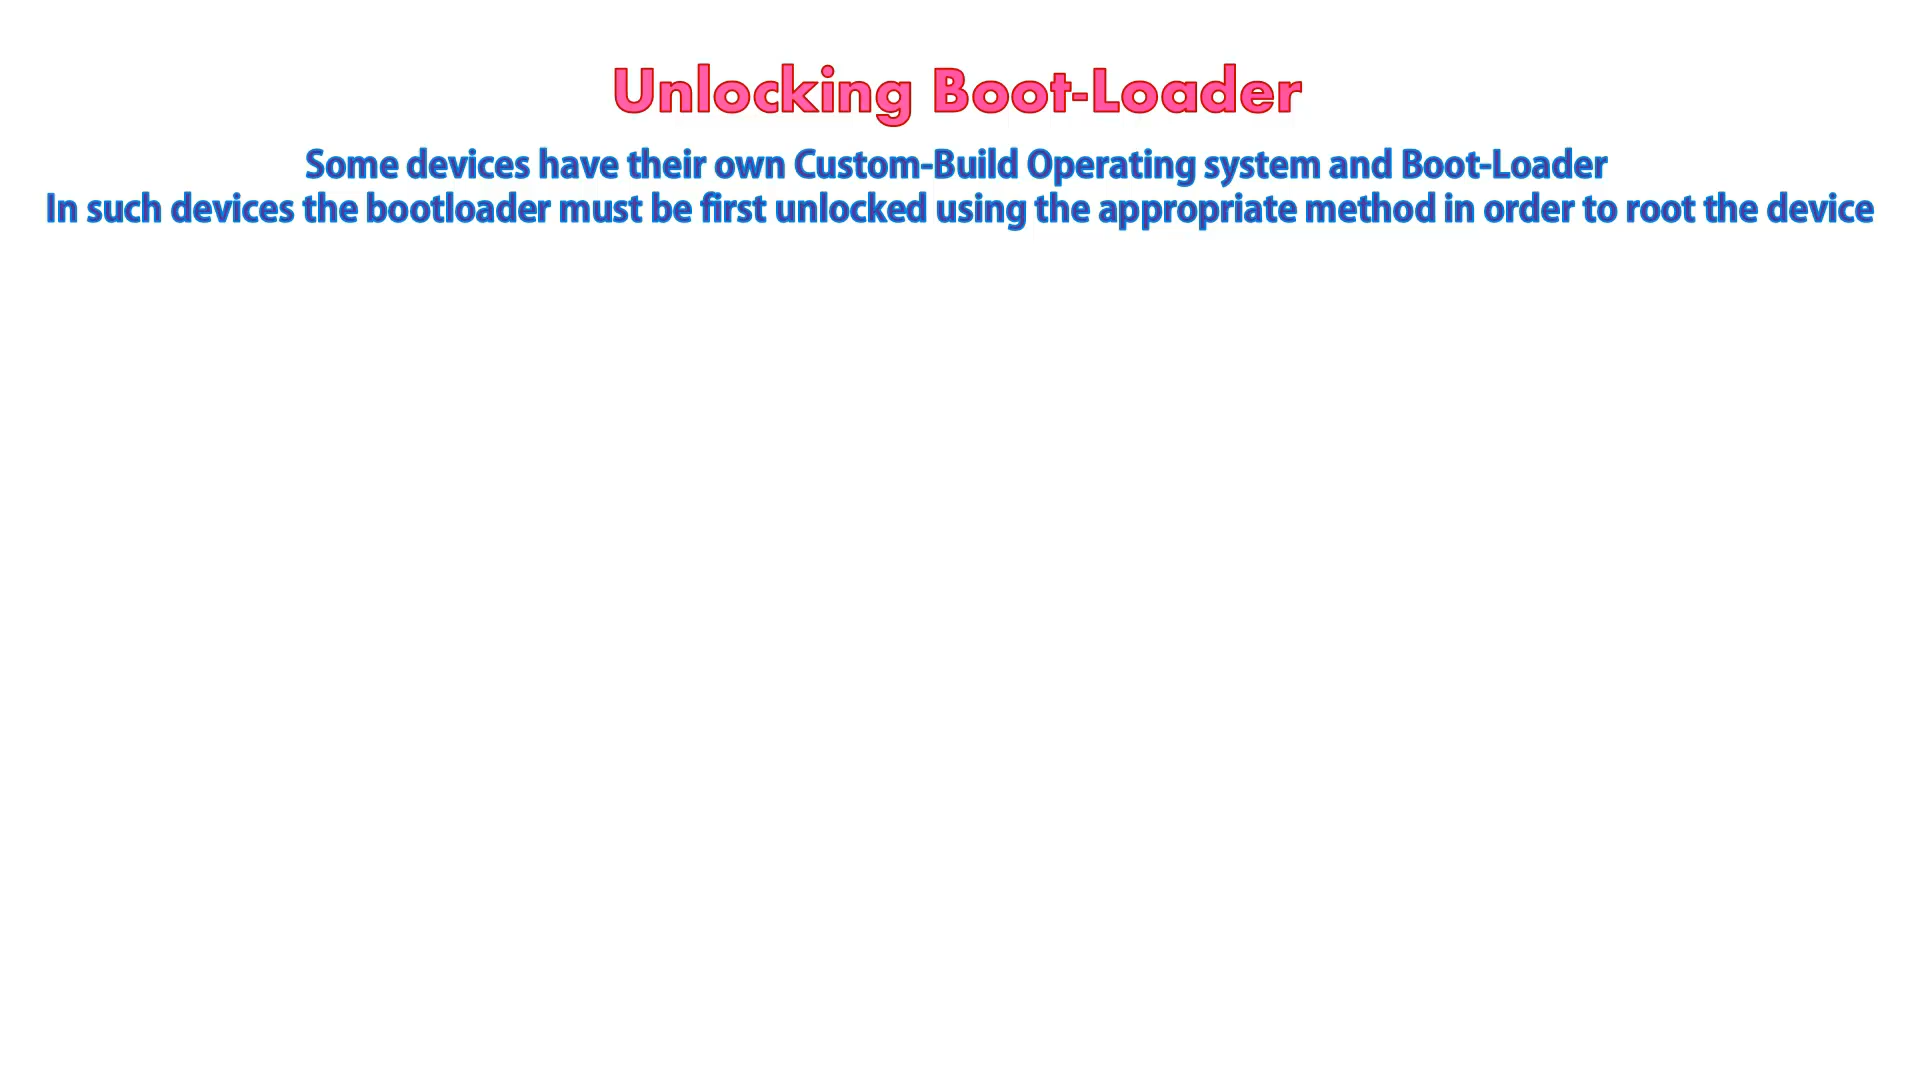 Unlocking Boot-Loader
Some devices have their own Custom-Build Operating system and Boot-Loader
In such devices the bootloader must be first unlocked using the appropriate method in order to root the device